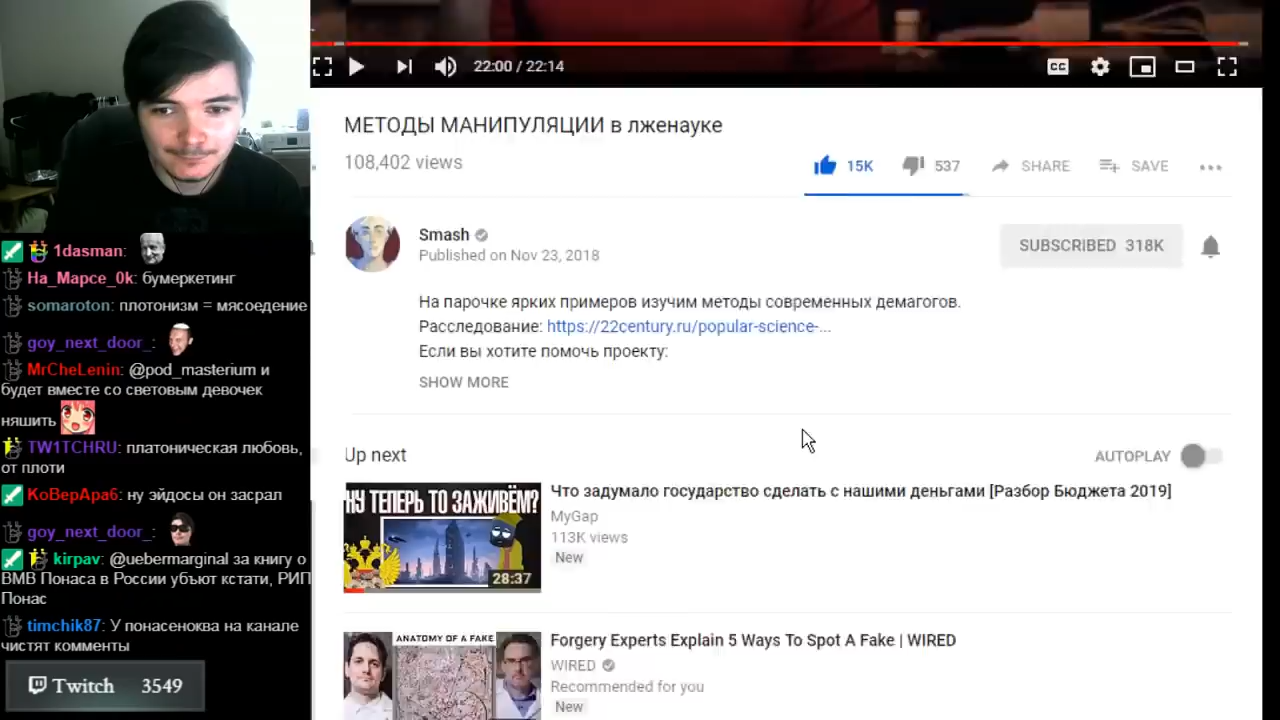 22:00 / 22:14
CC
МЕТОДЫ МАНИПУЛЯЦИИ в лженауке
108,402 views
15K
537
SHARE
SAVE
Smash
Published on Nov 23, 2018
SUBSCRIBED 318K
На парочке ярких примеров изучим методы современных демагогов.
Расследование: https://22century.ru/popular-science-...
Если вы хотите помочь проекту:
SHOW MORE
Up next
AUTOPLAY
НУ ТЕПЕРЬ ТО ЗАЖИВЁМ?
28:37
Что задумало государство сделать с нашими деньгами [Разбор Бюджета 2019]
MyGap
113K views
New
ANATOMY OF A FAKE
Forgery Experts Explain 5 Ways To Spot A Fake | WIRED
WIRED
Recommended for you
New
1dasman:
На_Марсе_0k: бумеркетинг
somaroton: плотонизм = мясоедение
goy_next_door_:
MrCheLenin: @pod_masterium и
будет вместе со световым девочек
няшить
TW1TCHRU: платоническая любовь,
от плоти
КоВерАраб: ну эйдосы он засрал
goy_next_door_:
kirpav: @uebermarginal за книгу о
ВМВ Понаса в России убъют кстати, РИП
Понас
timchik87: У понасеноква на канале
чистят комменты
Twitch 3549